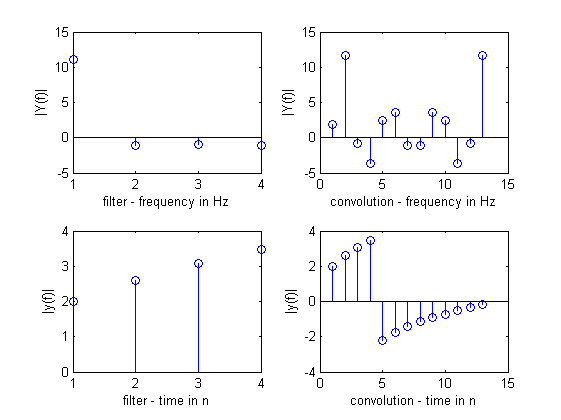 15
10
5
0
-5
|Y(f)|
1 2 3 4
filter - frequency in Hz
15
10
5
0
-5
|Y(f)|
0 5 10 15
convolution - frequency in Hz
4
3
2
1
0
|y(f)|
1 2 3 4
filter - time in n
4
2
0
-2
-4
|y(f)|
0 5 10 15
convolution - time in n